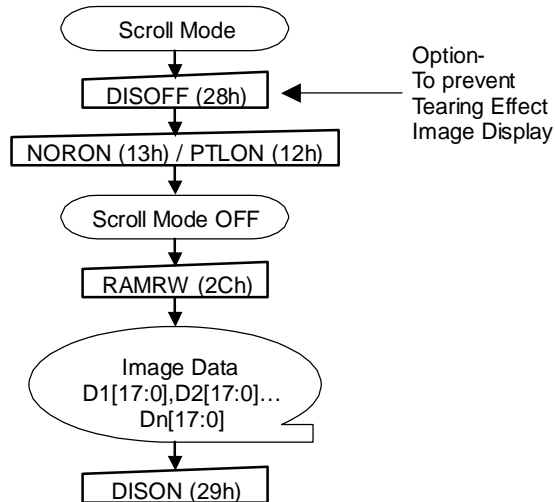 Scroll Mode
Option-
To prevent
Tearing Effect
Image Display
DISOFF (28h)
NORON (13h) / PTLON (12h)
Scroll Mode OFF
RAMRW (2Ch)
Image Data
D1[17:0],D2[17:0]...
Dn[17:0]
DISON (29h)